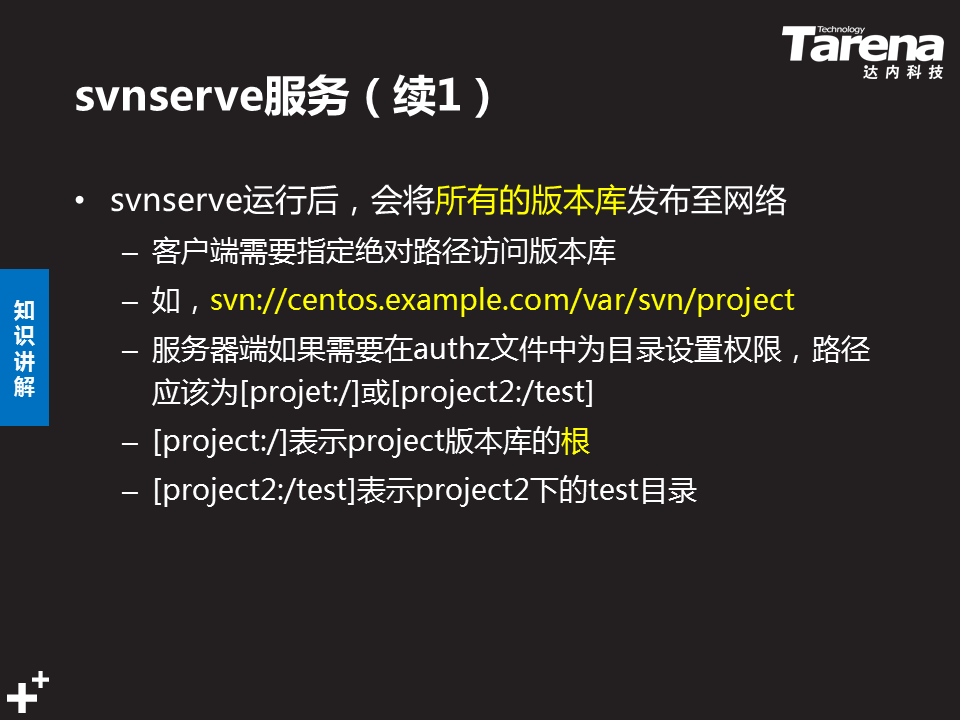 Technology
Tarena
达内科技
svnserve服务（续1）
• svnserve运行后，会将所有的版本库发布至网络
– 客户端需要指定绝对路径访问版本库
– 如，svn://centos.example.com/var/svn/project
– 服务器端如果需要在authz文件中为目录设置权限，路径
应该为[projet:/]或[project2:/test]
– [project:/]表示project版本库的根
– [project2:/test]表示project2下的test目录
知
识
讲
解